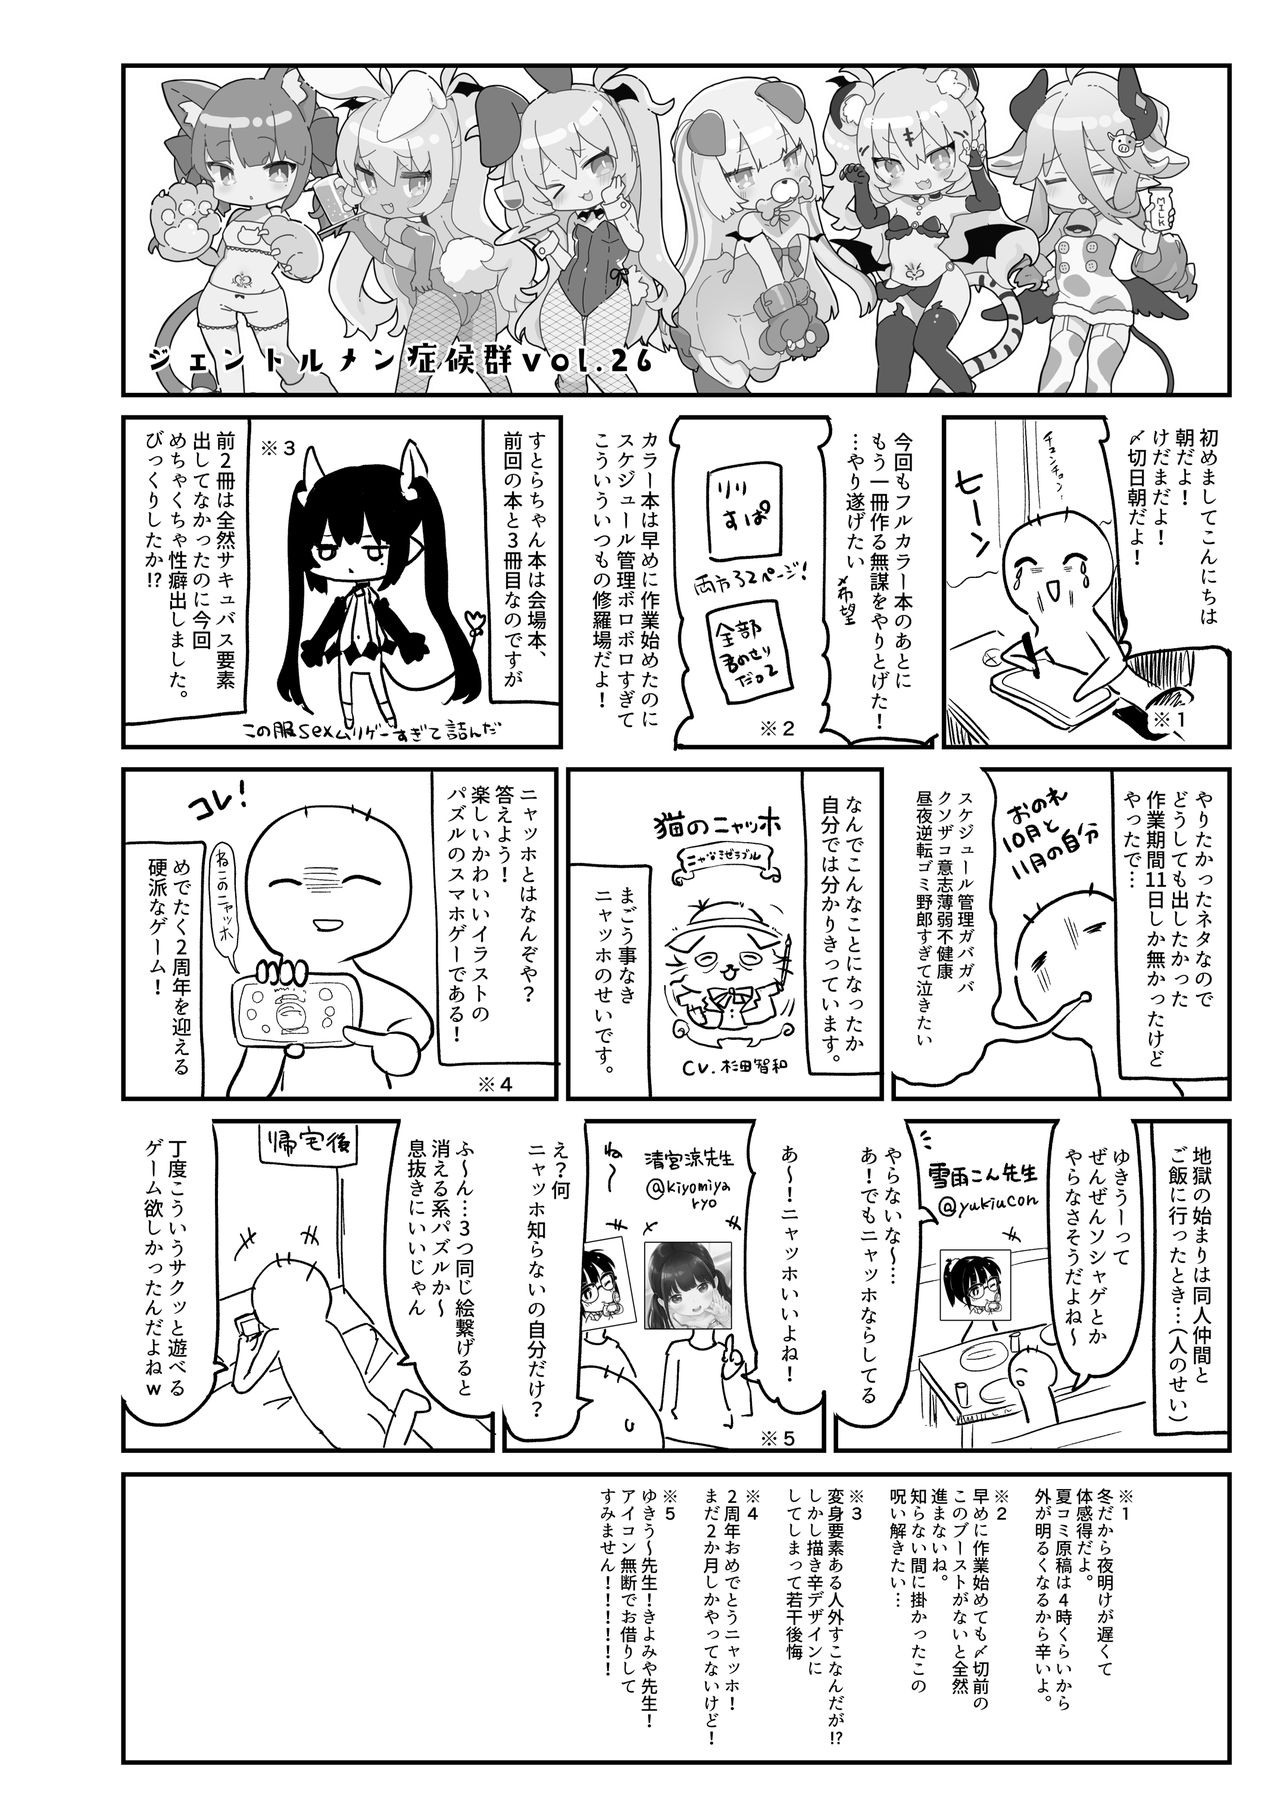 ジェントルメン症候群vol.26
初めましてこんにちは
朝だよ！
けだまだよ！
〆切日朝だよ！
チュンチュン…
ヒーン
※1
今回もフルカラー本のあとに
もう一冊作る無謀をやりとげた！
…やり遂げたい
〆希望
りり
すぱ
両方32ページ！
全部
君のせり
だ。2
※2
カラー本は早めに作業始めたのに
スケジュール管理ボロボロすぎて
こういういつもの修羅場だよ！
すとらちゃん本は会場本、
前回の本と3冊目なのですが
※3
前2冊は全然サキュバス要素
出してなかったのに今回
めちゃくちゃ性癖出しました。
びっくりしたか!?
この服sexムリゲーすぎて詰んだ
やりたかったネタなので
どうしても出したかった
作業期間11日しか無かったけど
やったで…
おのれ
10月と
11月の自分
スケジュール管理ガバガバ
クソザコ意志薄弱不健康
昼夜逆転ゴミ野郎すぎて泣きたい
なんでこんなことになったか
自分では分かりきっています。
猫のニャッホ
ニャなきゼラブル
CV.杉田智和
まごう事なき
ニャッホのせいです。
ニャッホとはなんぞや？
答えよう！
楽しいかわいいイラストの
パズルのスマホゲーである！
※4
コレ！
ねこのニャッホ
めでたく2周年を迎える
硬派なゲーム！
地獄の始まりは同人仲間と
ご飯に行ったとき…(人のせい)
ゆきうーって
ぜんぜんソシャゲとか
やらなさそうだよね〜
雪雨こん先生
@yukiucon
やらないな〜…
あ！でもニャッホならしてる
あ〜！ニャッホいいよね！
※5
清宮涼先生
@kiyomiya
ryo
ね〜
え？何
ニャッホ知らないの自分だけ？
帰宅後
ふ〜ん…3つ同じ絵繋げると
消える系パズルか〜
息抜きにいいじゃん
丁度こういうサクッと遊べる
ゲーム欲しかったんだよねw
※1
冬だから夜明けが遅くて
体感得だよ。
夏コミ原稿は4時くらいから
外が明るくなるから辛いよ。
※2
早めに作業始めても〆切前の
このブーストがないと全然
進まないね。
知らない間に掛かったこの
呪い解きたい…
※3
変身要素ある人外すこなんだが!?
しかし描き辛デザインに
してしまって若干後悔
※4
2周年おめでとうニャッホ！
まだ2か月しかやってないけど！
※5
ゆきう〜先生！きよみや先生！
アイコン無断でお借りして
すみません！！！！！！